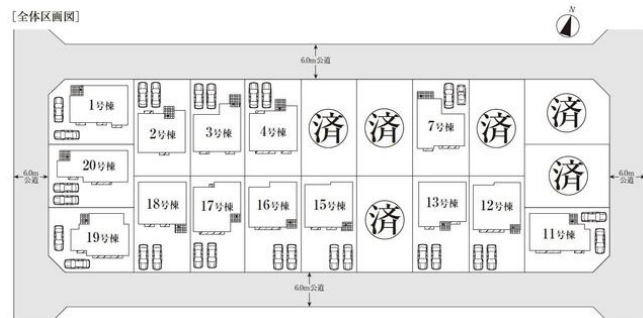 [全体区画図]
N
6.0m公道
1号棟
2号棟
3号棟
4号棟
済
済
7号棟
済
済
6.0m
公道
20号棟
済
6.0m
公道
19号棟
18号棟
17号棟
16号棟
15号棟
済
13号棟
12号棟
11号棟
6.0m公道